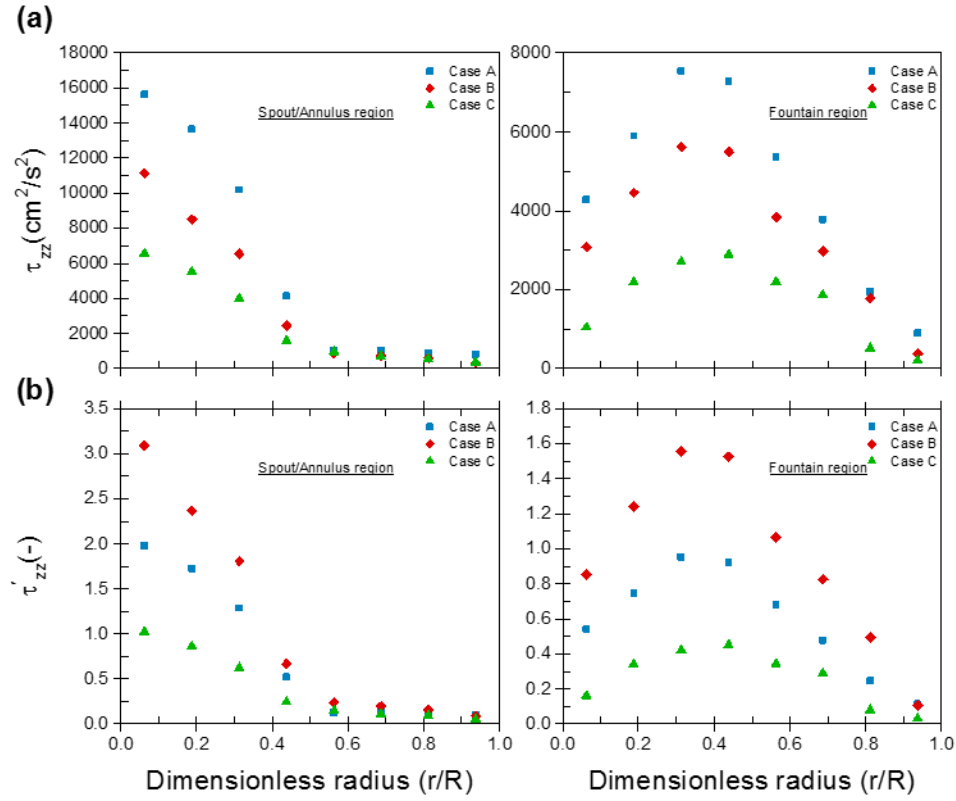 (a)
18000
16000
14000
12000
10000
8000
6000
4000
2000
0
τzz(cm²/s²)
Case A
Case B
Case C
Spout/Annulus region
8000
6000
4000
2000
0
Case A
Case B
Case C
Fountain region
(b)
3.5
3.0
2.5
2.0
1.5
1.0
0.5
0.0
τ'zz(-)
Case A
Case B
Case C
Spout/Annulus region
0.0 0.2 0.4 0.6 0.8 1.0
Dimensionless radius (r/R)
1.8
1.6
1.4
1.2
1.0
0.8
0.6
0.4
0.2
0.0
Case A
Case B
Case C
Fountain region
0.0 0.2 0.4 0.6 0.8 1.0
Dimensionless radius (r/R)